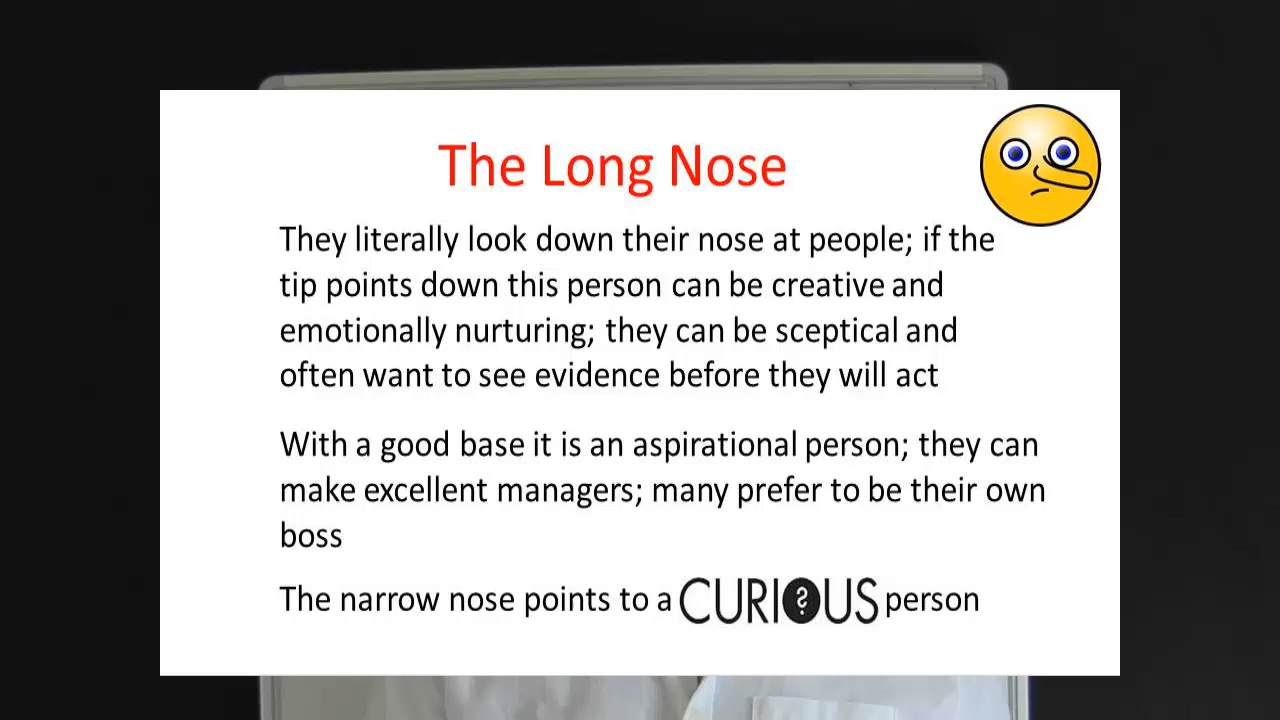 The Long Nose
They literally look down their nose at people; if the
tip points down this person can be creative and
emotionally nurturing; they can be sceptical and
often want to see evidence before they will act
With a good base it is an aspirational person; they can
make excellent managers; many prefer to be their own
boss
The narrow nose points to a CURIOUS person